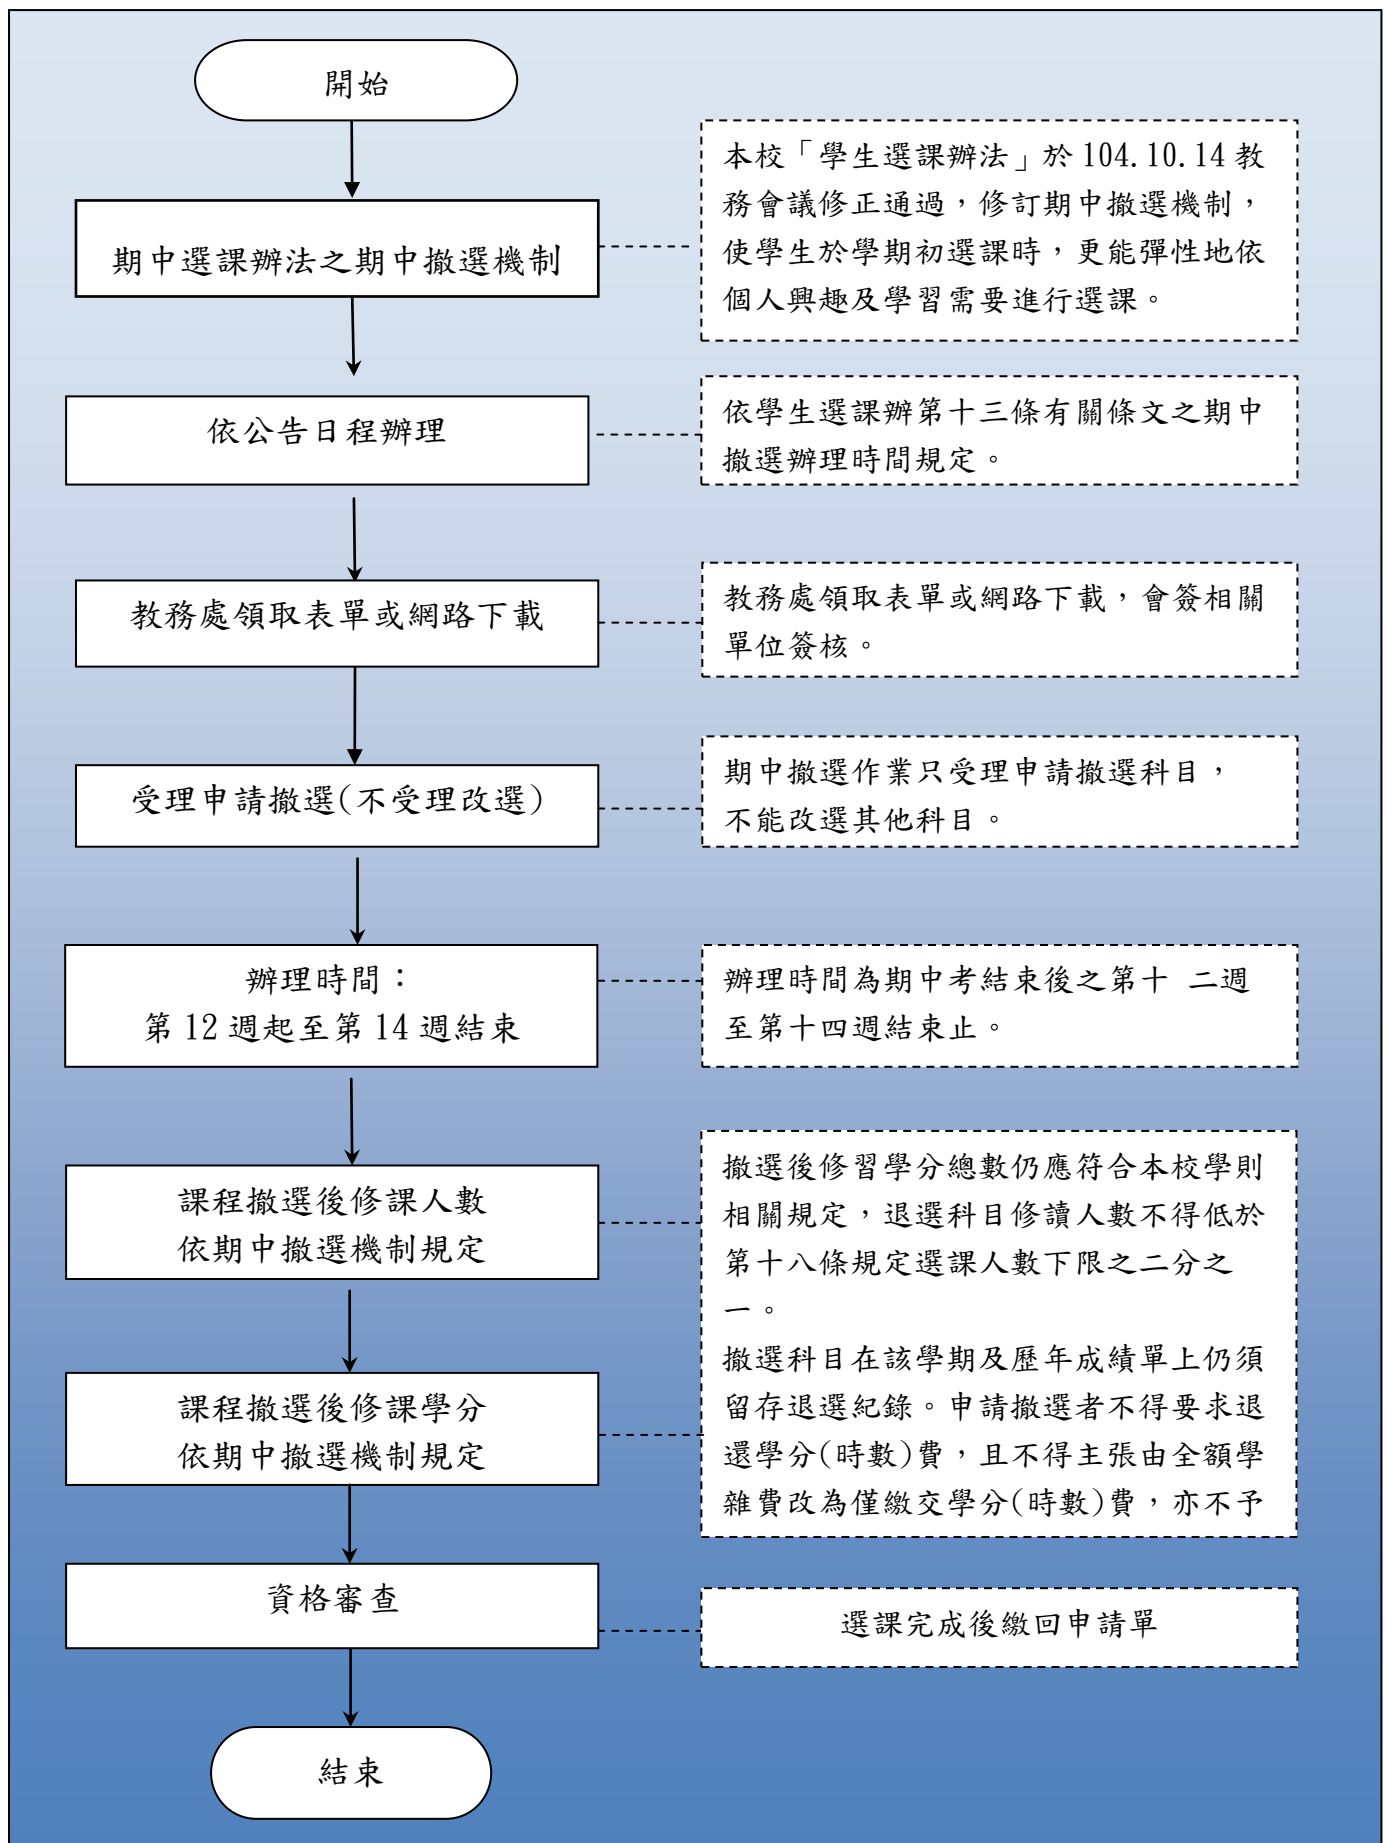 開始
期中選課辦法之期中撤選機制
本校「學生選課辦法」於 104.10.14 教
務會議修正通過，修訂期中撤選機制，
使學生於學期初選課時，更能彈性地依
個人興趣及學習需要進行選課。
依公告日程辦理
依學生選課辦第十三條有關條文之期中
撤選辦理時間規定。
教務處領取表單或網路下載
教務處領取表單或網路下載，會簽相關
單位簽核。
受理申請撤選(不受理改選)
期中撤選作業只受理申請撤選科目，
不能改選其他科目。
辦理時間：
第 12 週起至第 14 週結束
辦理時間為期中考結束後之第十 二週
至第十四週結束止。
課程撤選後修課人數
依期中撤選機制規定
課程撤選後修課學分
依期中撤選機制規定
撤選後修習學分總數仍應符合本校學則
相關規定，退選科目修讀人數不得低於
第十八條規定選課人數下限之二分之
一。
撤選科目在該學期及歷年成績單上仍須
留存退選紀錄。申請撤選者不得要求退
還學分(時數)費，且不得主張由全額學
雜費改為僅繳交學分(時數)費，亦不予
資格審查
選課完成後繳回申請單
結束